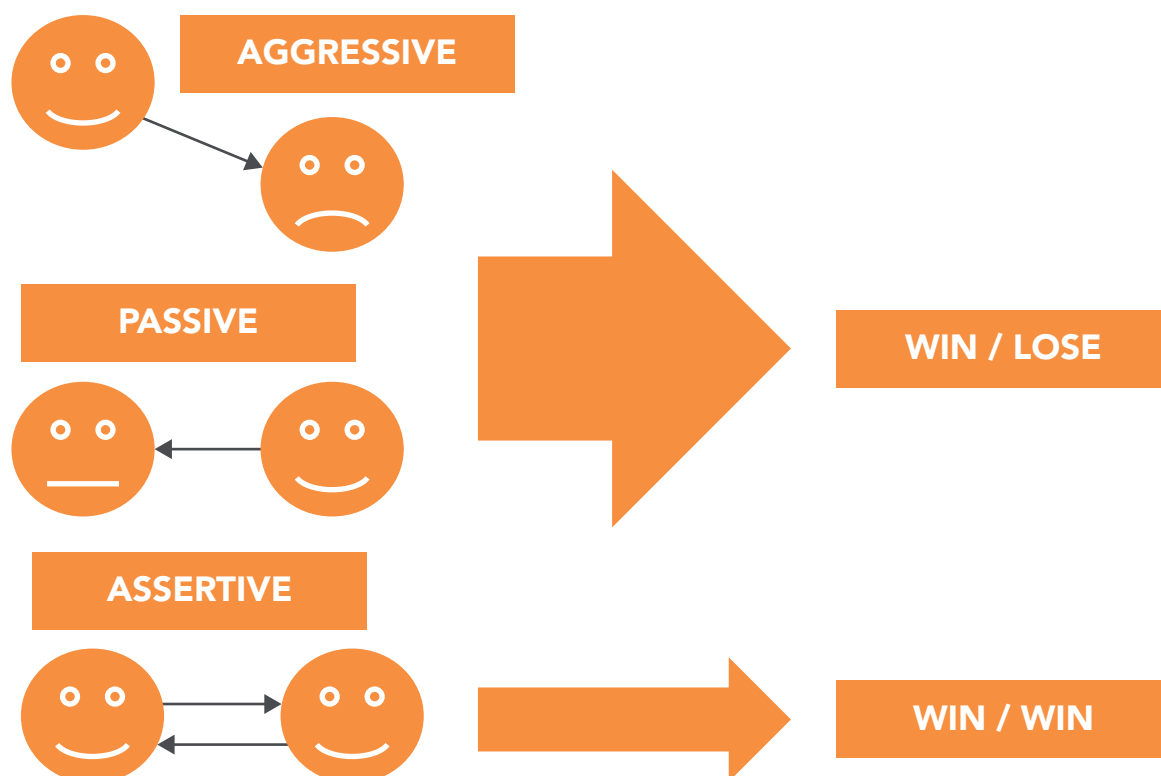 AGGRESSIVE
PASSIVE
WIN / LOSE
ASSERTIVE
WIN / WIN